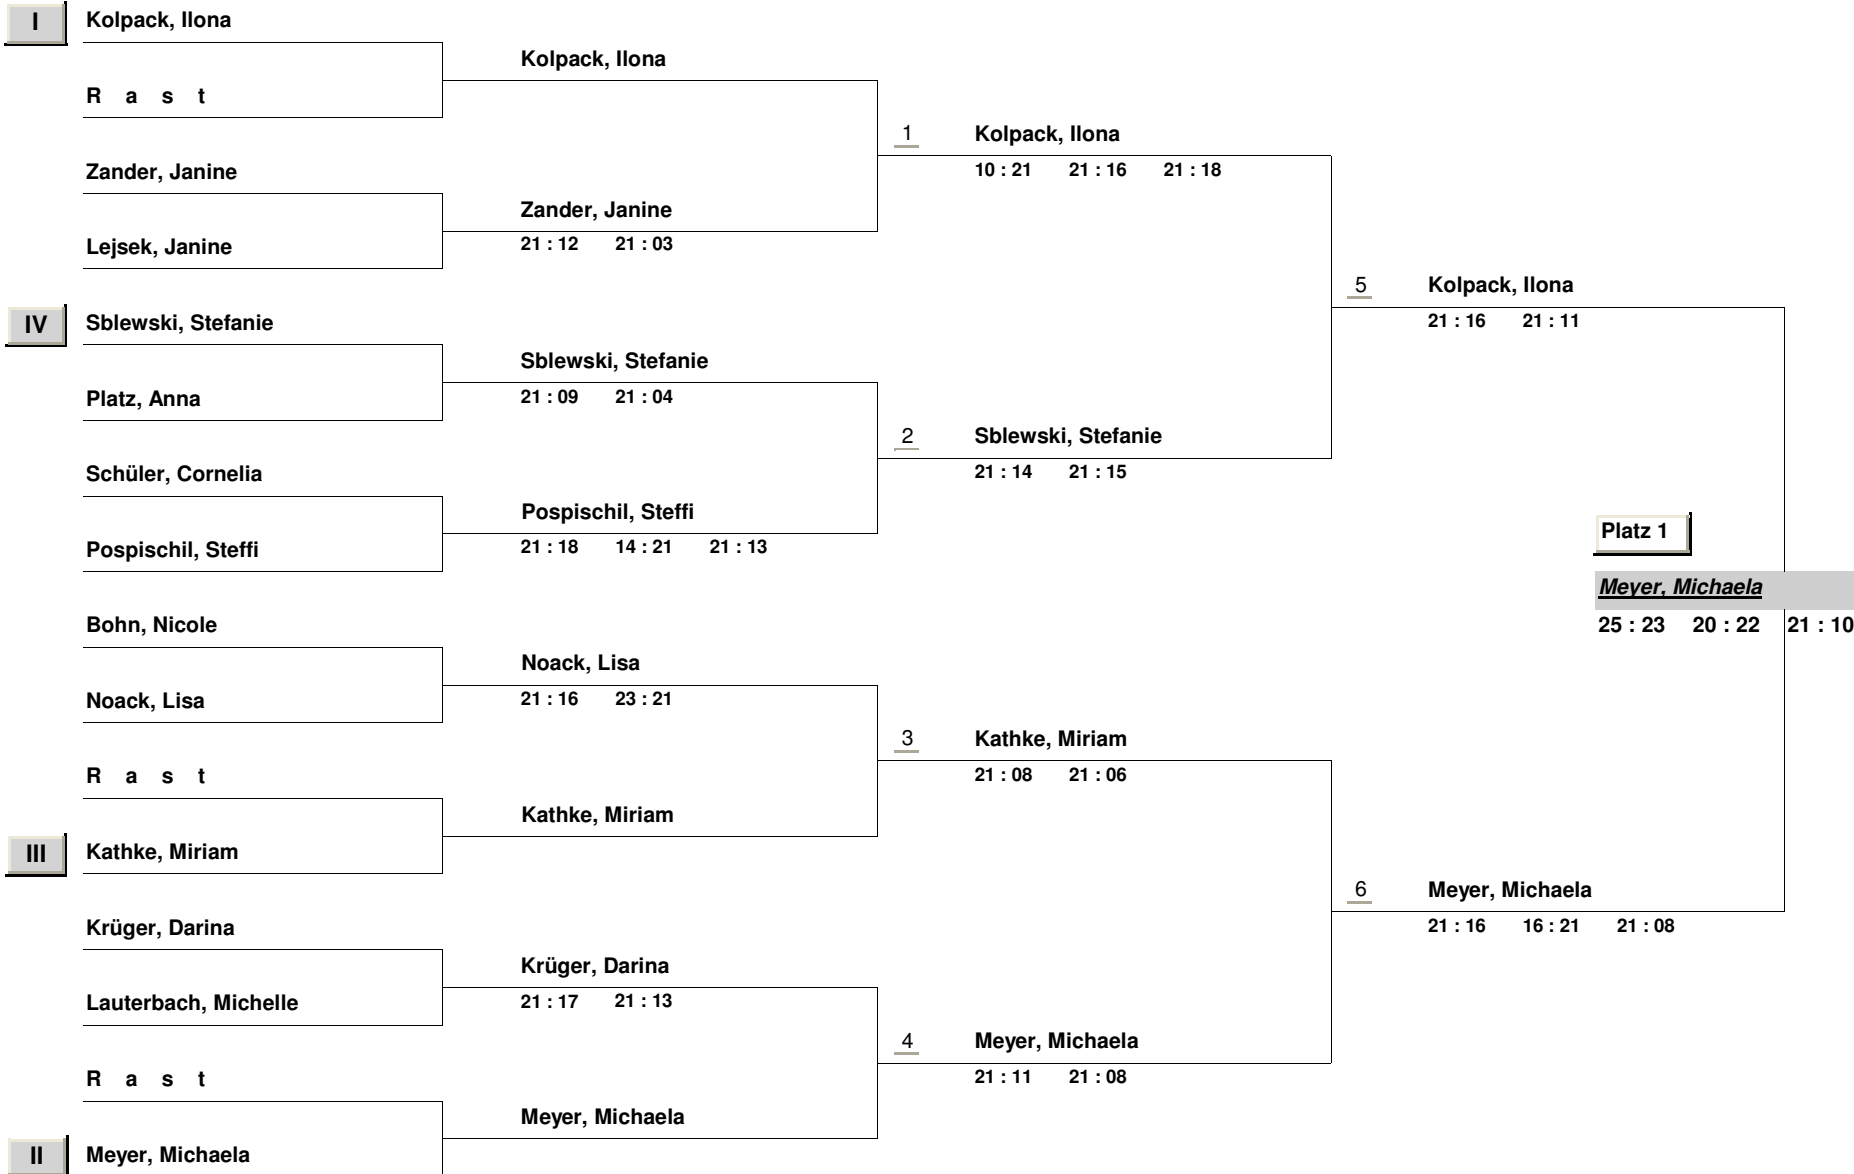 I Kolpack, Ilona
Kolpack, Ilona
R a s t
1 Kolpack, Ilona
10 : 21 21 : 16 21 : 18
Zander, Janine
Zander, Janine
21 : 12 21 : 03
Lejsek, Janine
5 Kolpack, Ilona
21 : 16 21 : 11
IV Sblewski, Stefanie
Sblewski, Stefanie
21 : 09 21 : 04
Platz, Anna
2 Sblewski, Stefanie
21 : 14 21 : 15
Schüler, Cornelia
Pospischil, Steffi
21 : 18 14 : 21 21 : 13
Pospischil, Steffi
Platz 1
Meyer, Michaela
25 : 23 20 : 22 21 : 10
Bohn, Nicole
Noack, Lisa
21 : 16 23 : 21
Noack, Lisa
3 Kathke, Miriam
21 : 08 21 : 06
R a s t
Kathke, Miriam
III Kathke, Miriam
6 Meyer, Michaela
21 : 16 16 : 21 21 : 08
Krüger, Darina
Krüger, Darina
21 : 17 21 : 13
Lauterbach, Michelle
4 Meyer, Michaela
21 : 11 21 : 08
R a s t
Meyer, Michaela
II Meyer, Michaela